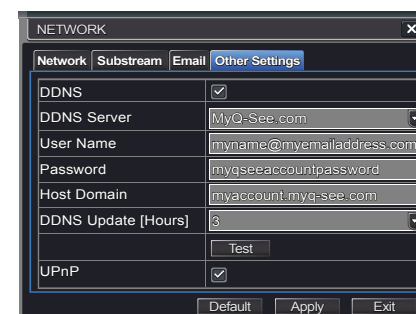 NETWORK X
Network Substream Email Other Settings
DDNS
DDNS Server MyQ-See.com
User Name myname@myemailaddress.com
Password myqseeaccountpassword
Host Domain myaccount.myq-see.com
DDNS Update [Hours] 3
Test
UPnP
Default Apply Exit